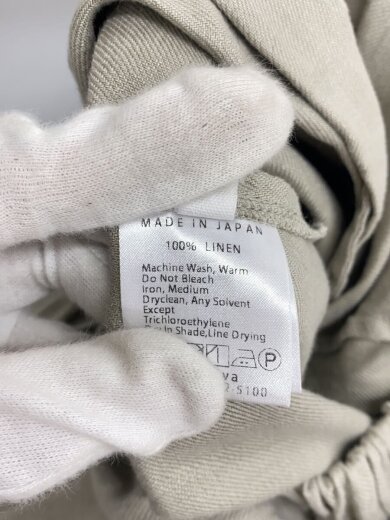 MADE IN JAPAN
100% LINEN
Machine Wash, Warm
Do Not Bleach
Iron, Medium
Dryclean, Any Solvent
Except
Trichloroethylene
Shade, Line Drying
P
5100